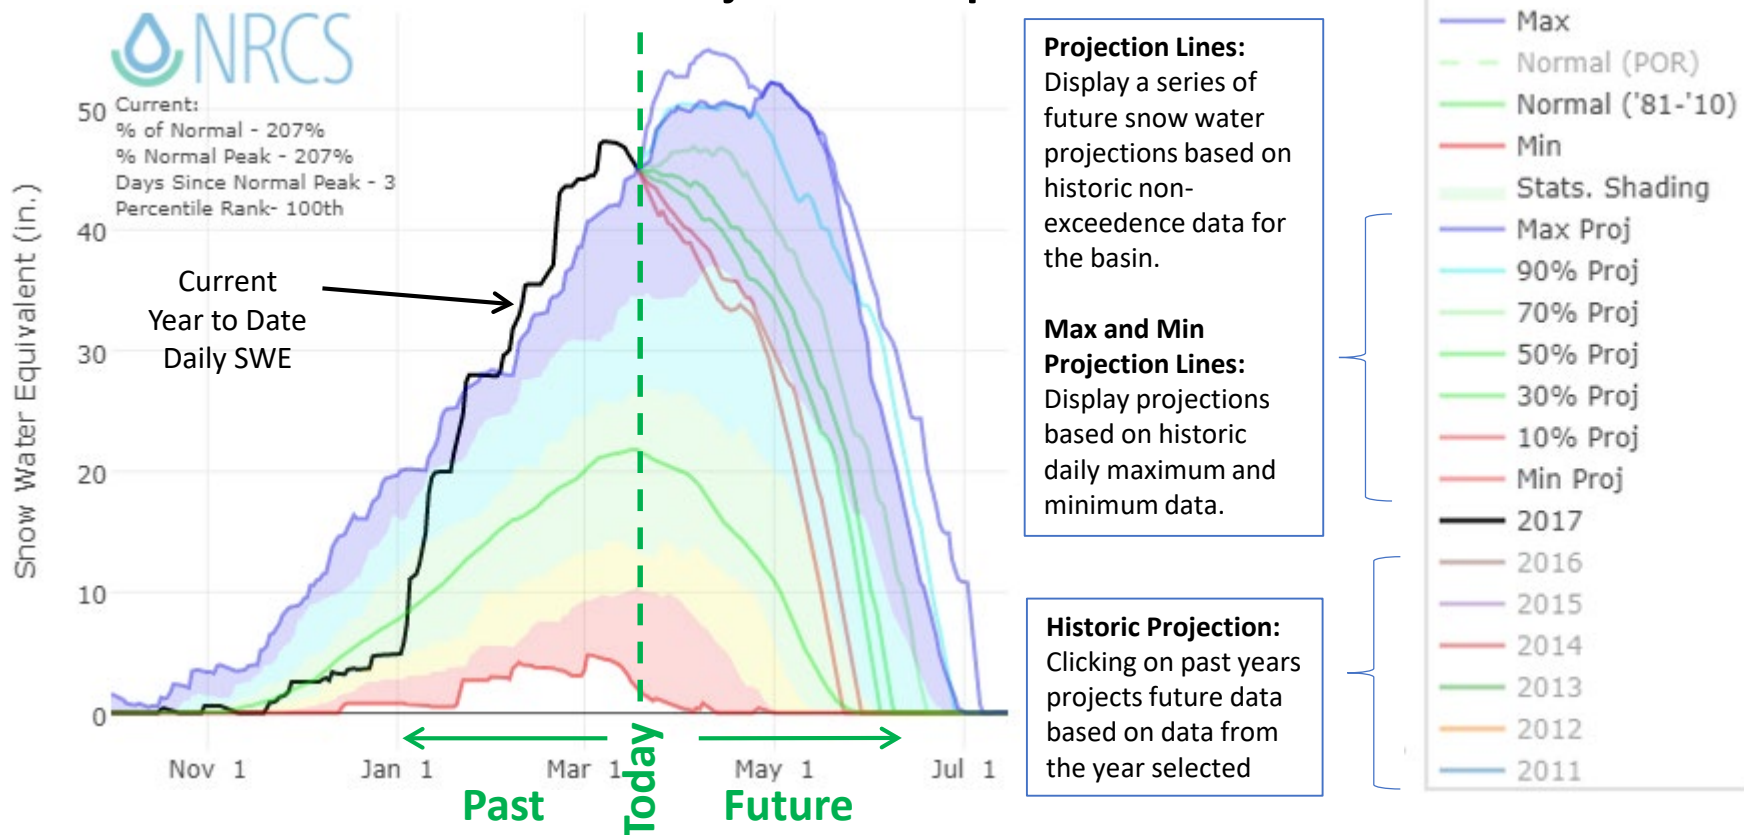 NRCS
Current:
% of Normal - 207%
% Normal Peak - 207%
Days Since Normal Peak - 3
Percentile Rank- 100th
Snow Water Equivalent (in.)
50
40
30
20
10
0
Current
Year to Date
Daily SWE
Nov 1
Jan 1
Mar 1
May 1
Jul 1
Past
Today
Future
Projection Lines:
Display a series of
future snow water
projections based on
historic non-
exceedence data for
the basin.
Max and Min
Projection Lines:
Display projections
based on historic
daily maximum and
minimum data.
Historic Projection:
Clicking on past years
projects future data
based on data from
the year selected
Max
Normal (POR)
Normal ('81-'10)
Min
Stats. Shading
Max Proj
90% Proj
70% Proj
50% Proj
30% Proj
10% Proj
Min Proj
2017
2016
2015
2014
2013
2012
2011